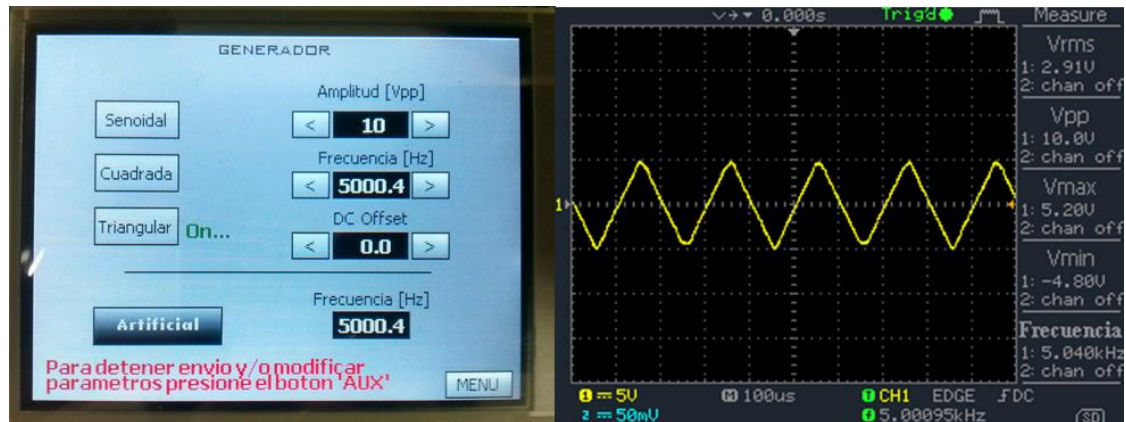 GENERADOR
Amplitud [Vpp]
Senoidal
< 10 >
Frecuencia [Hz]
Cuadrada
< 5000.4 >
DC Offset
Triangular On...
< 0.0 >
Frecuencia [Hz]
Artificial
5000.4
Para detener envio y/o modificar
parametros presione el boton 'AUX'
MENU
0.000s Trig'd Measure
Vrms
1: 2.91V
2: chan off
Vpp
1: 10.0V
2: chan off
Vmax
1: 5.20V
2: chan off
Vmin
1: -4.80V
2: chan off
Frecuencia
1: 5.040kHz
2: chan off
1
1 5V M 100us T CH1 EDGE DC
2 50mV f 5.00095kHz SD